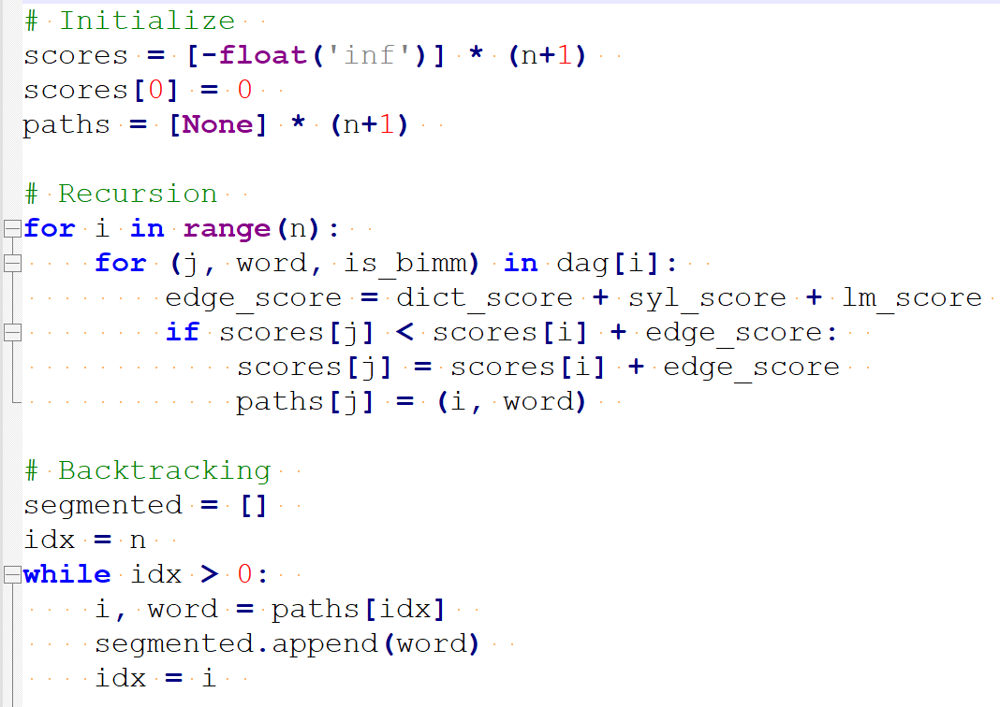 # Initialize
scores = [-float('inf')] * (n+1)
scores[0] = 0
paths = [None] * (n+1)

# Recursion
for i in range(n):
    for (j, word, is_bimm) in dag[i]:
        edge_score = dict_score + syl_score + lm_score
        if scores[j] < scores[i] + edge_score:
            scores[j] = scores[i] + edge_score
            paths[j] = (i, word)

# Backtracking
segmented = []
idx = n
while idx > 0:
    i, word = paths[idx]
    segmented.append(word)
    idx = i